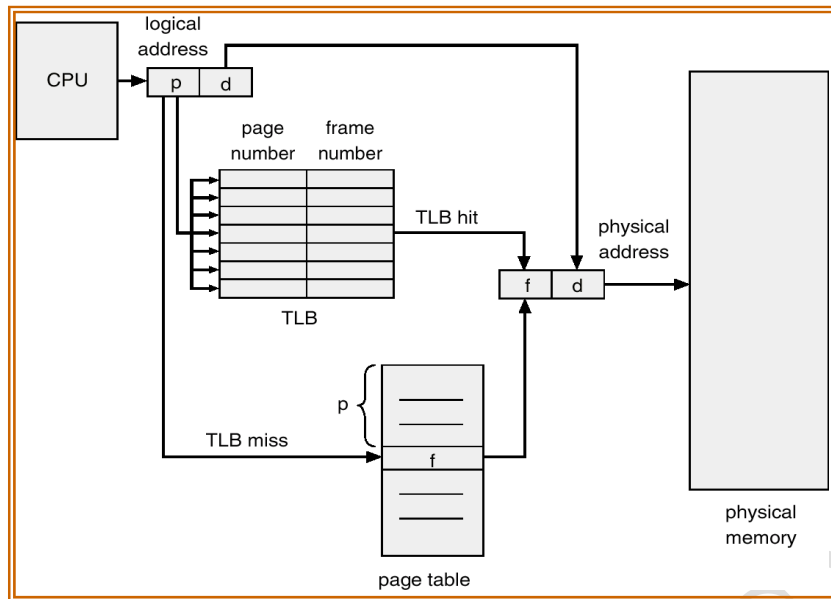 logical
address
CPU
p d
page
number
frame
number
TLB hit
physical
address
f d
TLB
p
TLB miss
f
physical
memory
page table